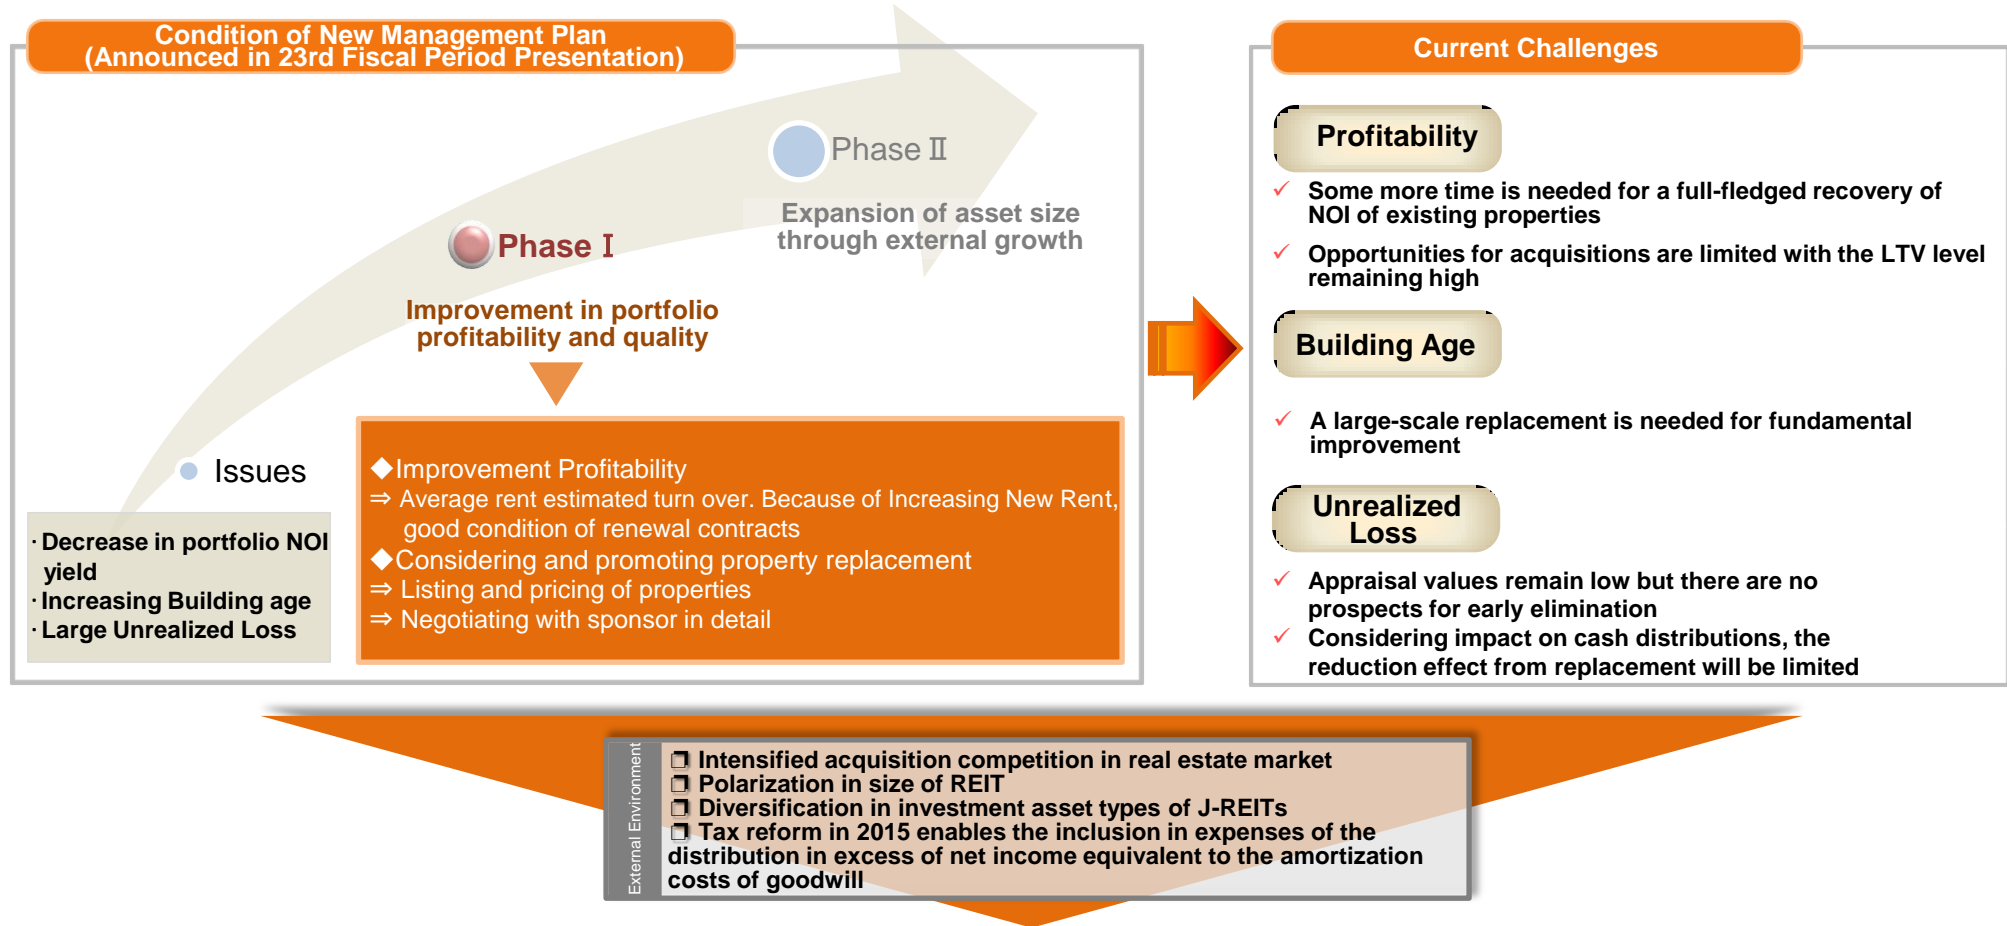 Condition of New Management Plan
(Announced in 23rd Fiscal Period Presentation)
Phase Ⅱ
Expansion of asset size
through external growth
Phase Ⅰ
Improvement in portfolio
profitability and quality
Issues
· Decrease in portfolio NOI
yield
· Increasing Building age
· Large Unrealized Loss
◆Improvement Profitability
⇒ Average rent estimated turn over. Because of Increasing New Rent,
good condition of renewal contracts
◆Considering and promoting property replacement
⇒ Listing and pricing of properties
⇒ Negotiating with sponsor in detail
Current Challenges
Profitability
✓ Some more time is needed for a full-fledged recovery of
NOI of existing properties
✓ Opportunities for acquisitions are limited with the LTV level
remaining high
Building Age
✓ A large-scale replacement is needed for fundamental
improvement
Unrealized
Loss
✓ Appraisal values remain low but there are no
prospects for early elimination
✓ Considering impact on cash distributions, the
reduction effect from replacement will be limited
External Environment
❐ Intensified acquisition competition in real estate market
❐ Polarization in size of REIT
❐ Diversification in investment asset types of J-REITs
❐ Tax reform in 2015 enables the inclusion in expenses of the
distribution in excess of net income equivalent to the amortization
costs of goodwill